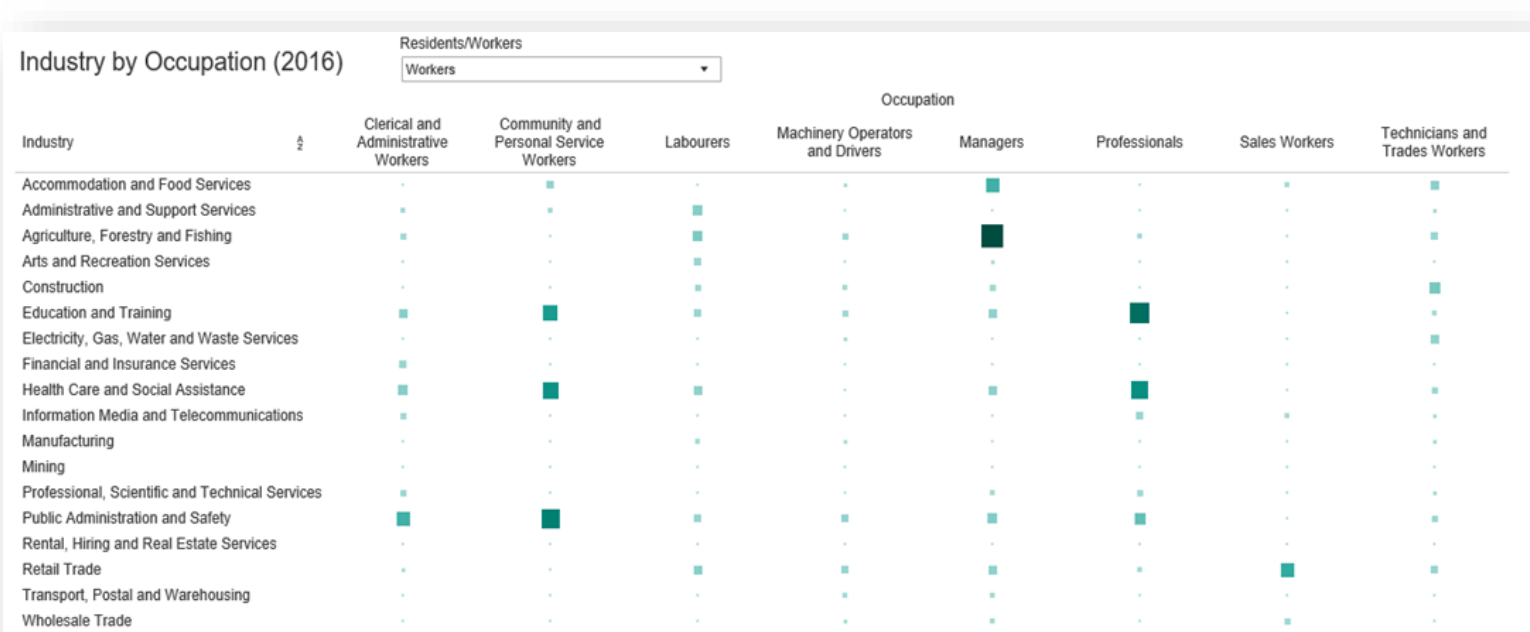 Residents/Workers
Industry by Occupation (2016)
Workers
Occupation
Industry
A
Z
Clerical and
Administrative
Workers
Community and
Personal Service
Workers
Labourers
Machinery Operators
and Drivers
Managers
Professionals
Sales Workers
Technicians and
Trades Workers
Accommodation and Food Services
Administrative and Support Services
Agriculture, Forestry and Fishing
Arts and Recreation Services
Construction
Education and Training
Electricity, Gas, Water and Waste Services
Financial and Insurance Services
Health Care and Social Assistance
Information Media and Telecommunications
Manufacturing
Mining
Professional, Scientific and Technical Services
Public Administration and Safety
Rental, Hiring and Real Estate Services
Retail Trade
Transport, Postal and Warehousing
Wholesale Trade